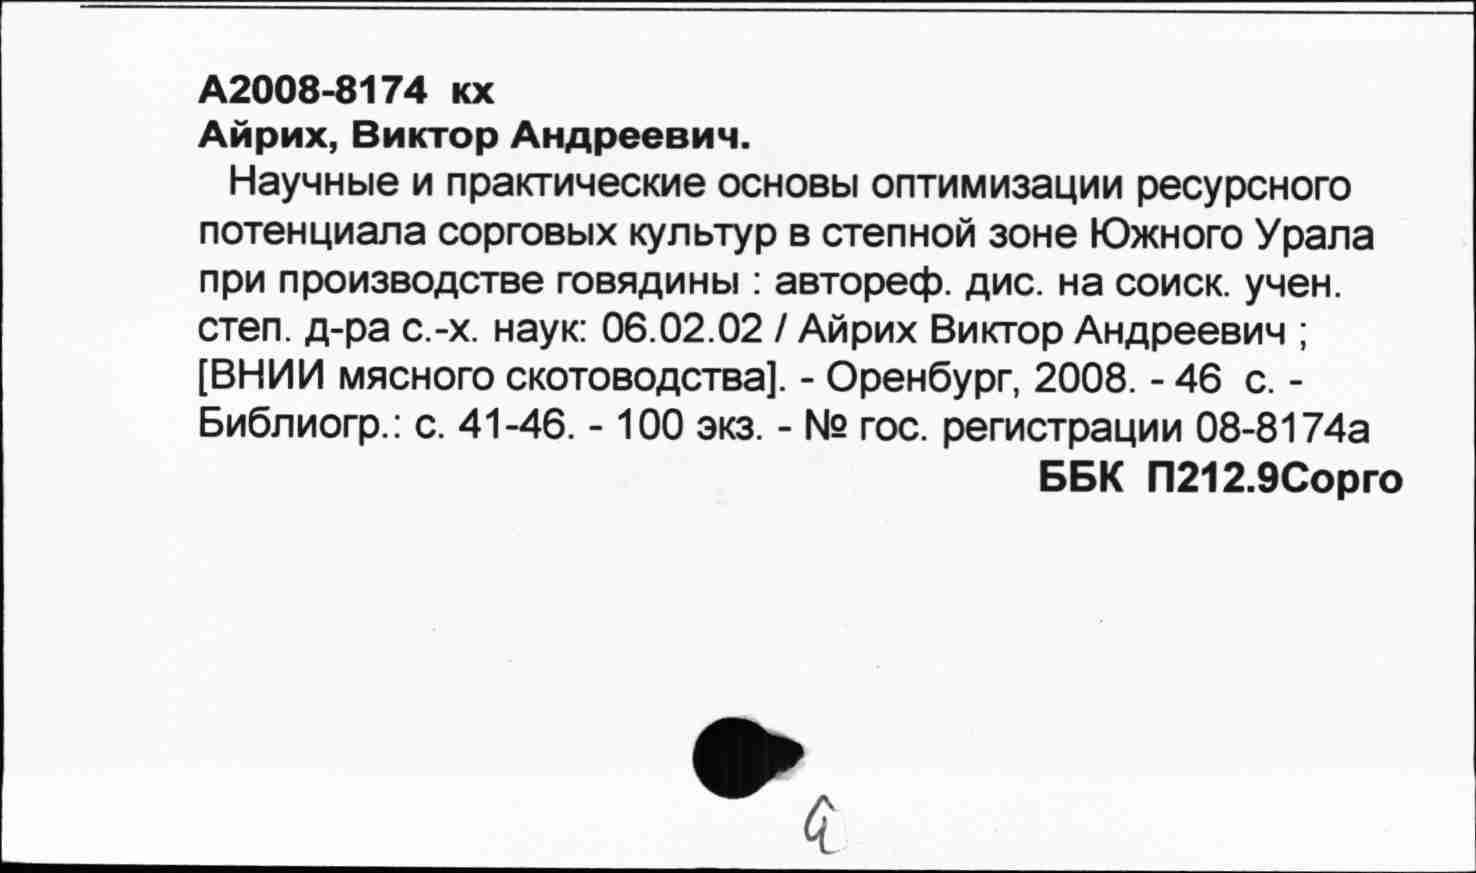 А2008-8174 кх
Айрих, Виктор Андреевич.
Научные и практические основы оптимизации ресурсного
потенциала сорговых культур в степной зоне Южного Урала
при производстве говядины : автореф. дис. на соиск. учен.
степ. д-ра с.-х. наук: 06.02.02 / Айрих Виктор Андреевич ;
[ВНИИ мясного скотоводства]. - Оренбург, 2008. - 46 с. -
Библиогр.: с. 41-46. - 100 экз. - № гос. регистрации 08-8174а
ББК П212.9Сорго